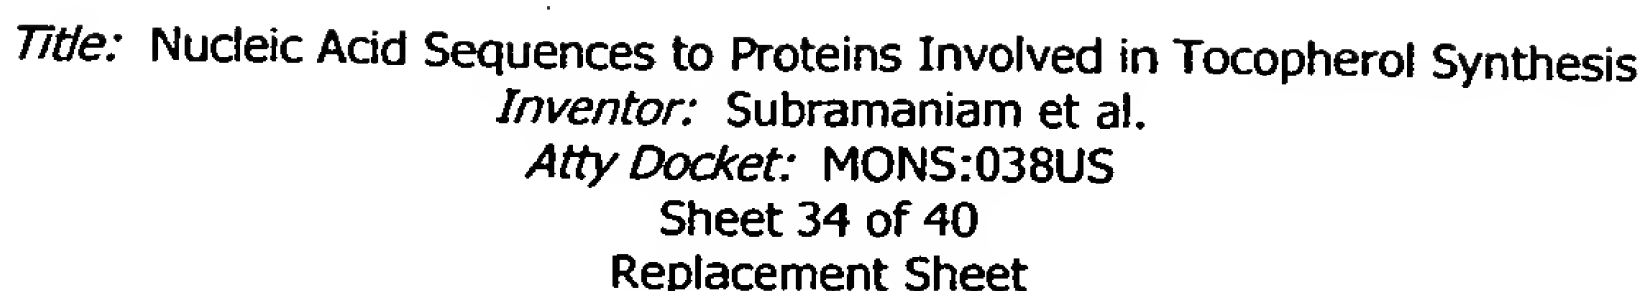 Title: Nucleic Acid Sequences to Proteins Involved in Tocopherol Synthesis
Inventor: Subramaniam et al.
Atty Docket: MONS:038US
Sheet 34 of 40
Replacement Sheet